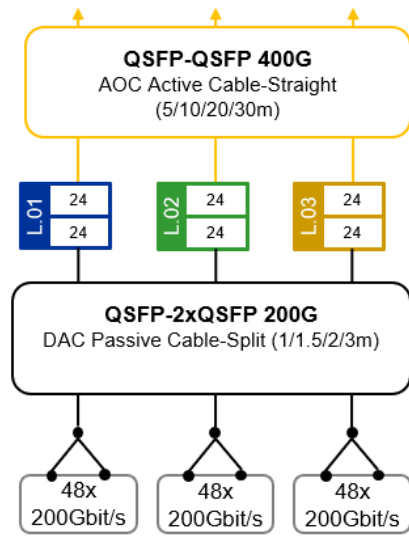 QSFP-QSFP 400G
AOC Active Cable-Straight
(5/10/20/30m)
L.01
24
24
L.02
24
24
L.03
24
24
QSFP-2xQSFP 200G
DAC Passive Cable-Split (1/1.5/2/3m)
48x
200Gbit/s
48x
200Gbit/s
48x
200Gbit/s